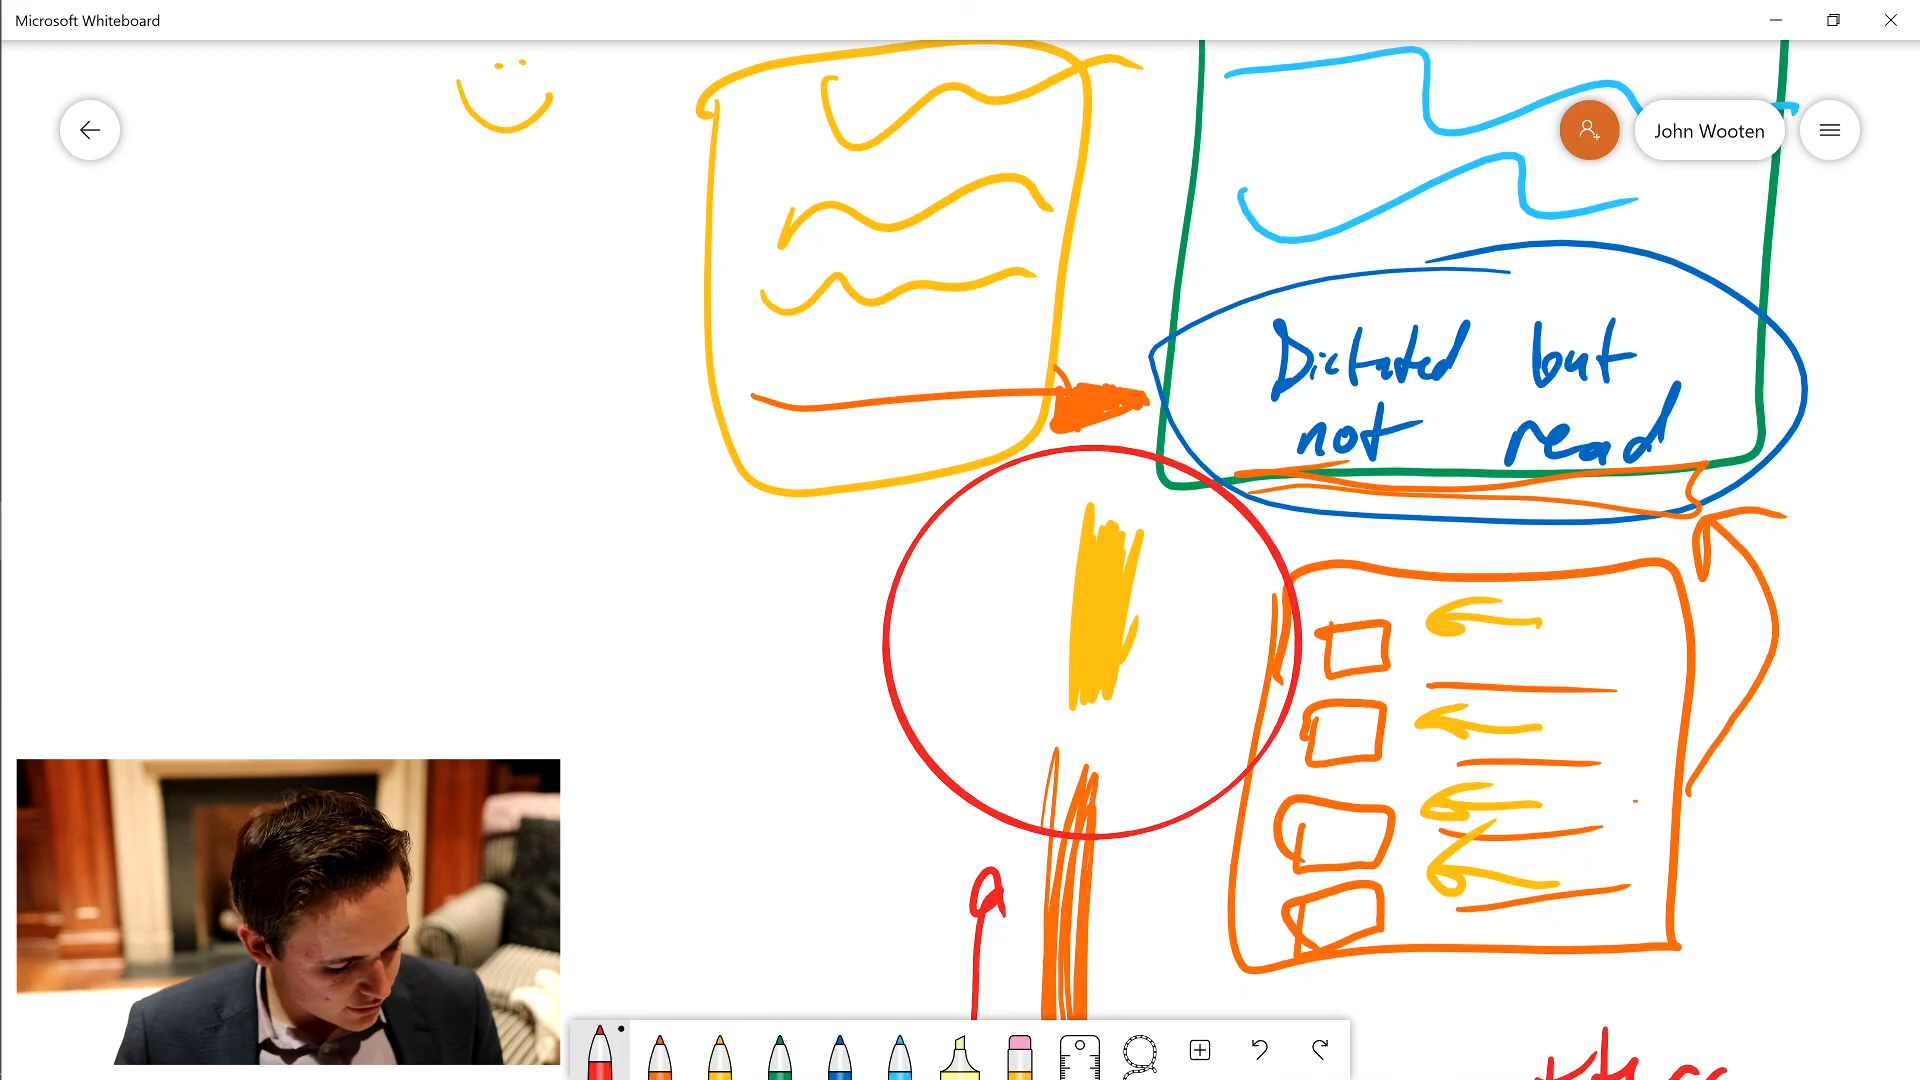 Microsoft Whiteboard
John Wooten
Dictated but
not read